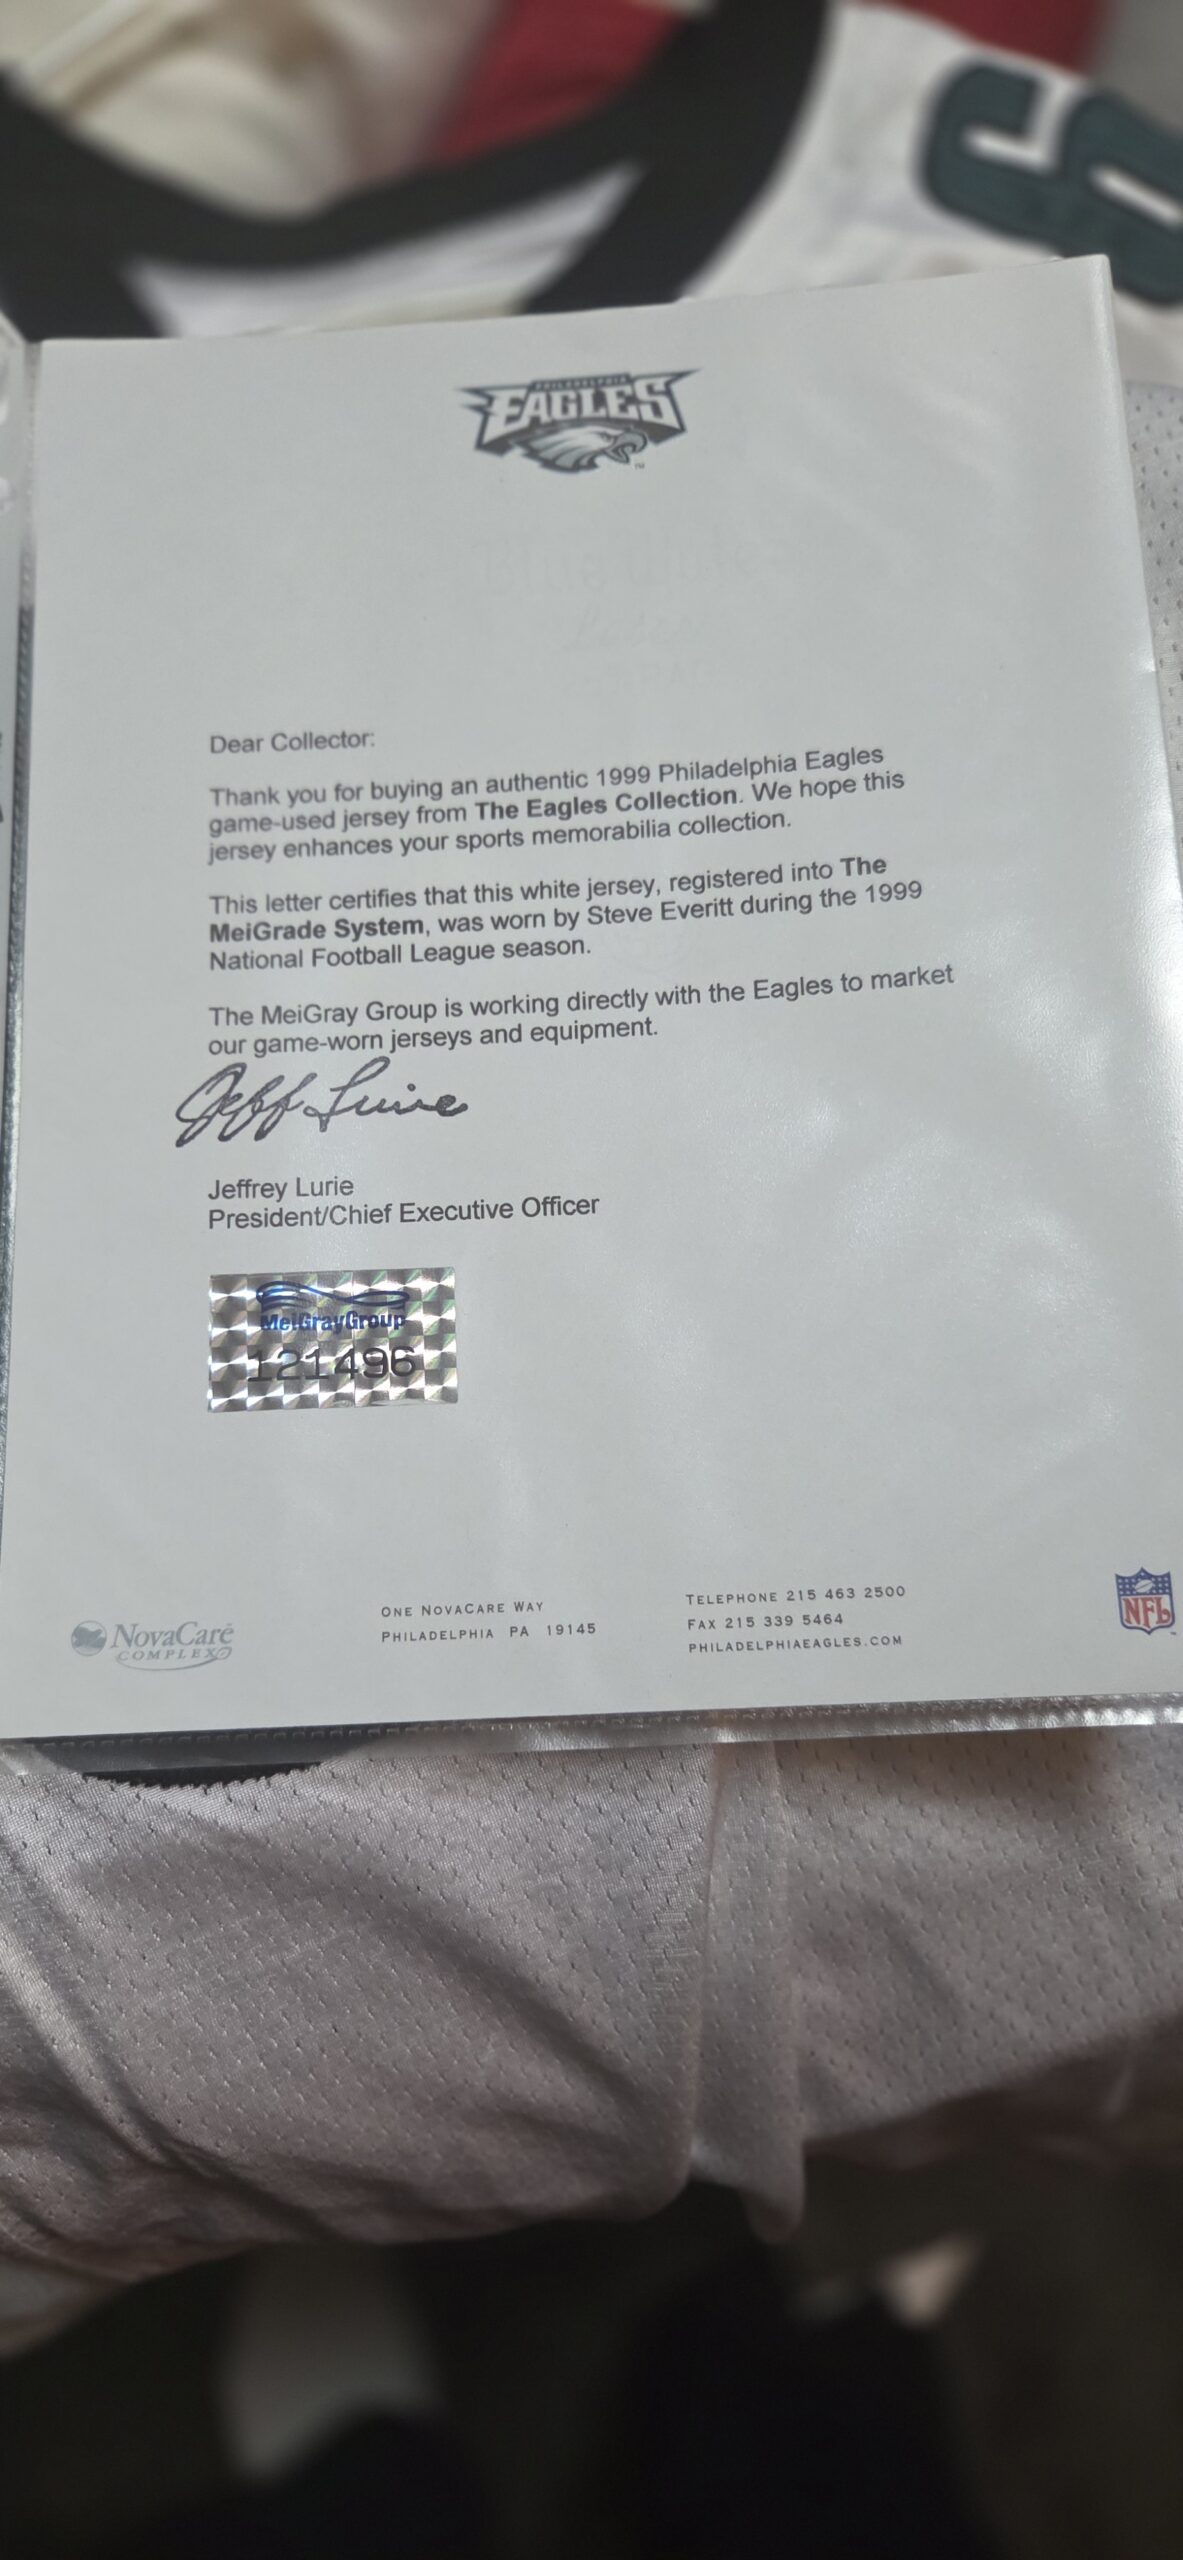 6
PHILADELPHIA
EAGLES
TM
Dear Collector:
Thank you for buying an authentic 1999 Philadelphia Eagles
game-used jersey from The Eagles Collection. We hope this
jersey enhances your sports memorabilia collection.
This letter certifies that this white jersey, registered into The
MeiGrade System, was worn by Steve Everitt during the 1999
National Football League season.
The MeiGray Group is working directly with the Eagles to market
our game-worn jerseys and equipment.
Jeff Lurie
Jeffrey Lurie
President/Chief Executive Officer
MeiGrayGroup
121496
NovaCare
COMPLEX
ONE NOVACARE WAY
PHILADELPHIA PA 19145
TELEPHONE 215 463 2500
FAX 215 339 5464
PHILADELPHIAEAGLES.COM
NFL